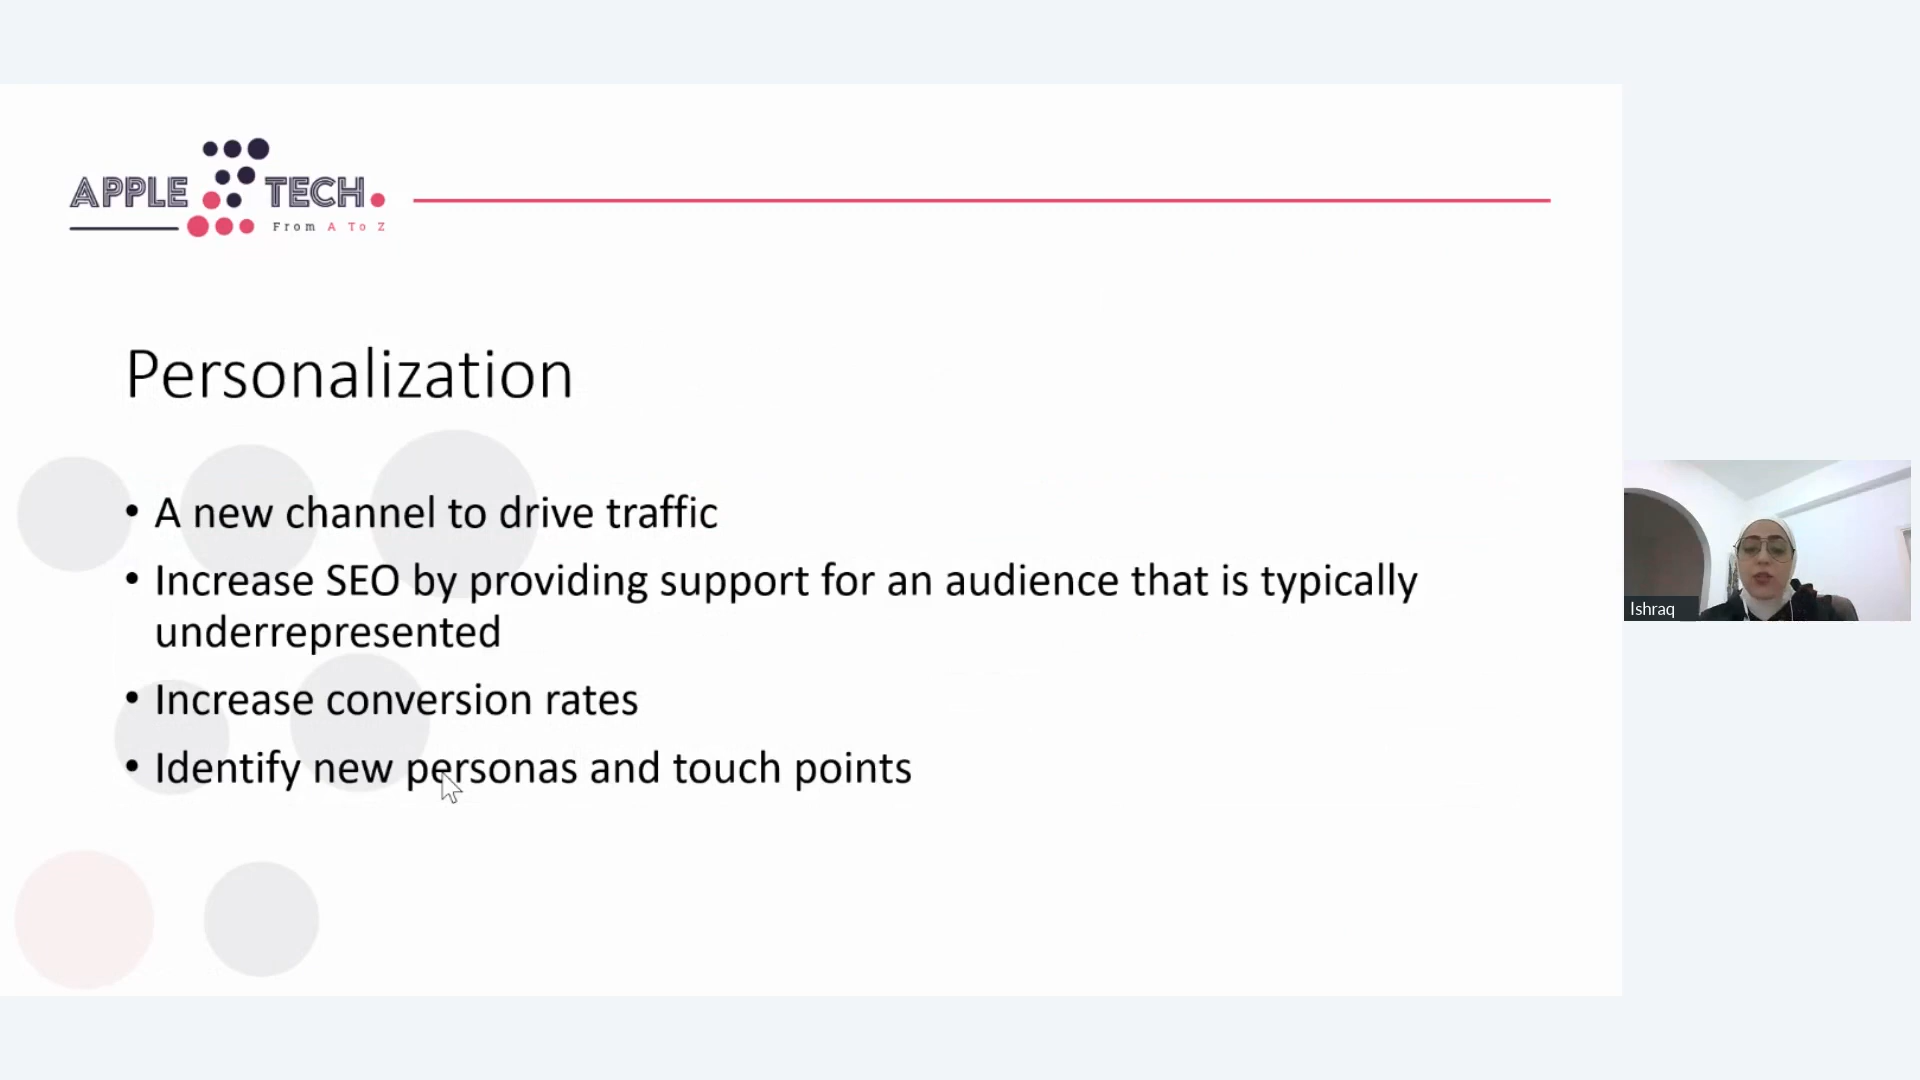 APPLE TECH.
From A To Z
Personalization
• A new channel to drive traffic
• Increase SEO by providing support for an audience that is typically
underrepresented
• Increase conversion rates
• Identify new personas and touch points
Ishraq